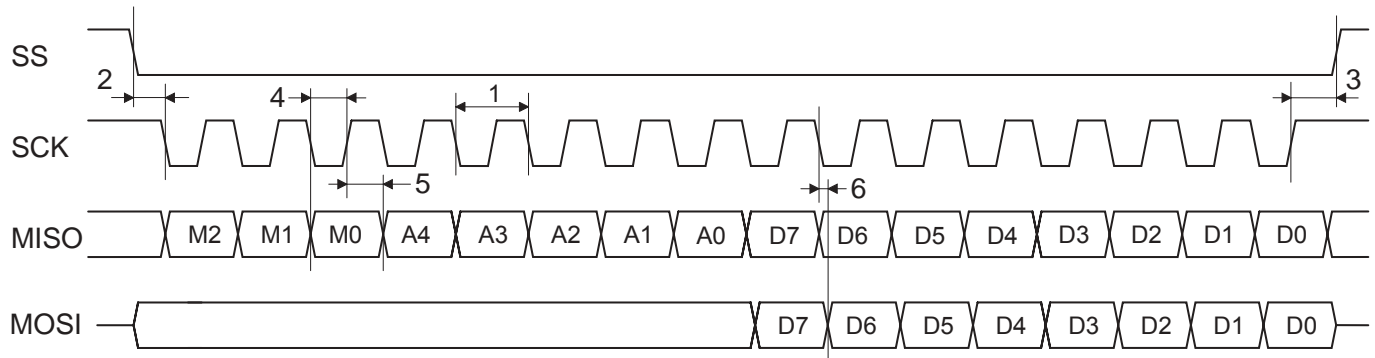 SS
2
4
1
3
SCK
5
6
MISO
M2 M1 M0 A4 A3 A2 A1 A0 D7 D6 D5 D4 D3 D2 D1 D0
MOSI
D7 D6 D5 D4 D3 D2 D1 D0